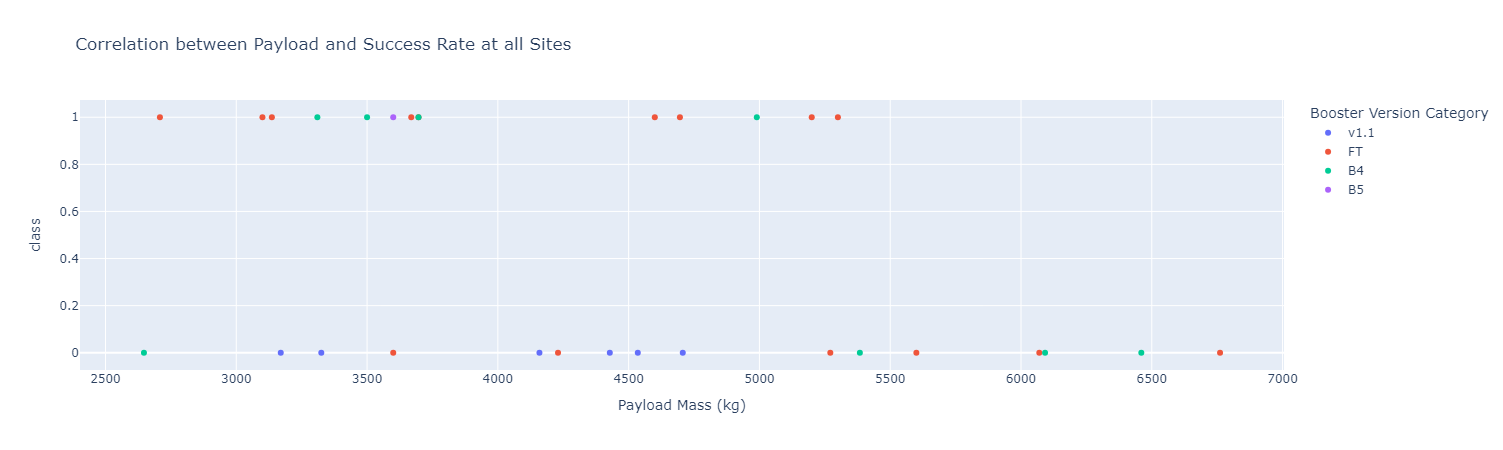 Correlation between Payload and Success Rate at all Sites
Booster Version Category
v1.1
FT
B4
B5
class
1
0.8
0.6
0.4
0.2
0
2500 3000 3500 4000 4500 5000 5500 6000 6500 7000
Payload Mass (kg)